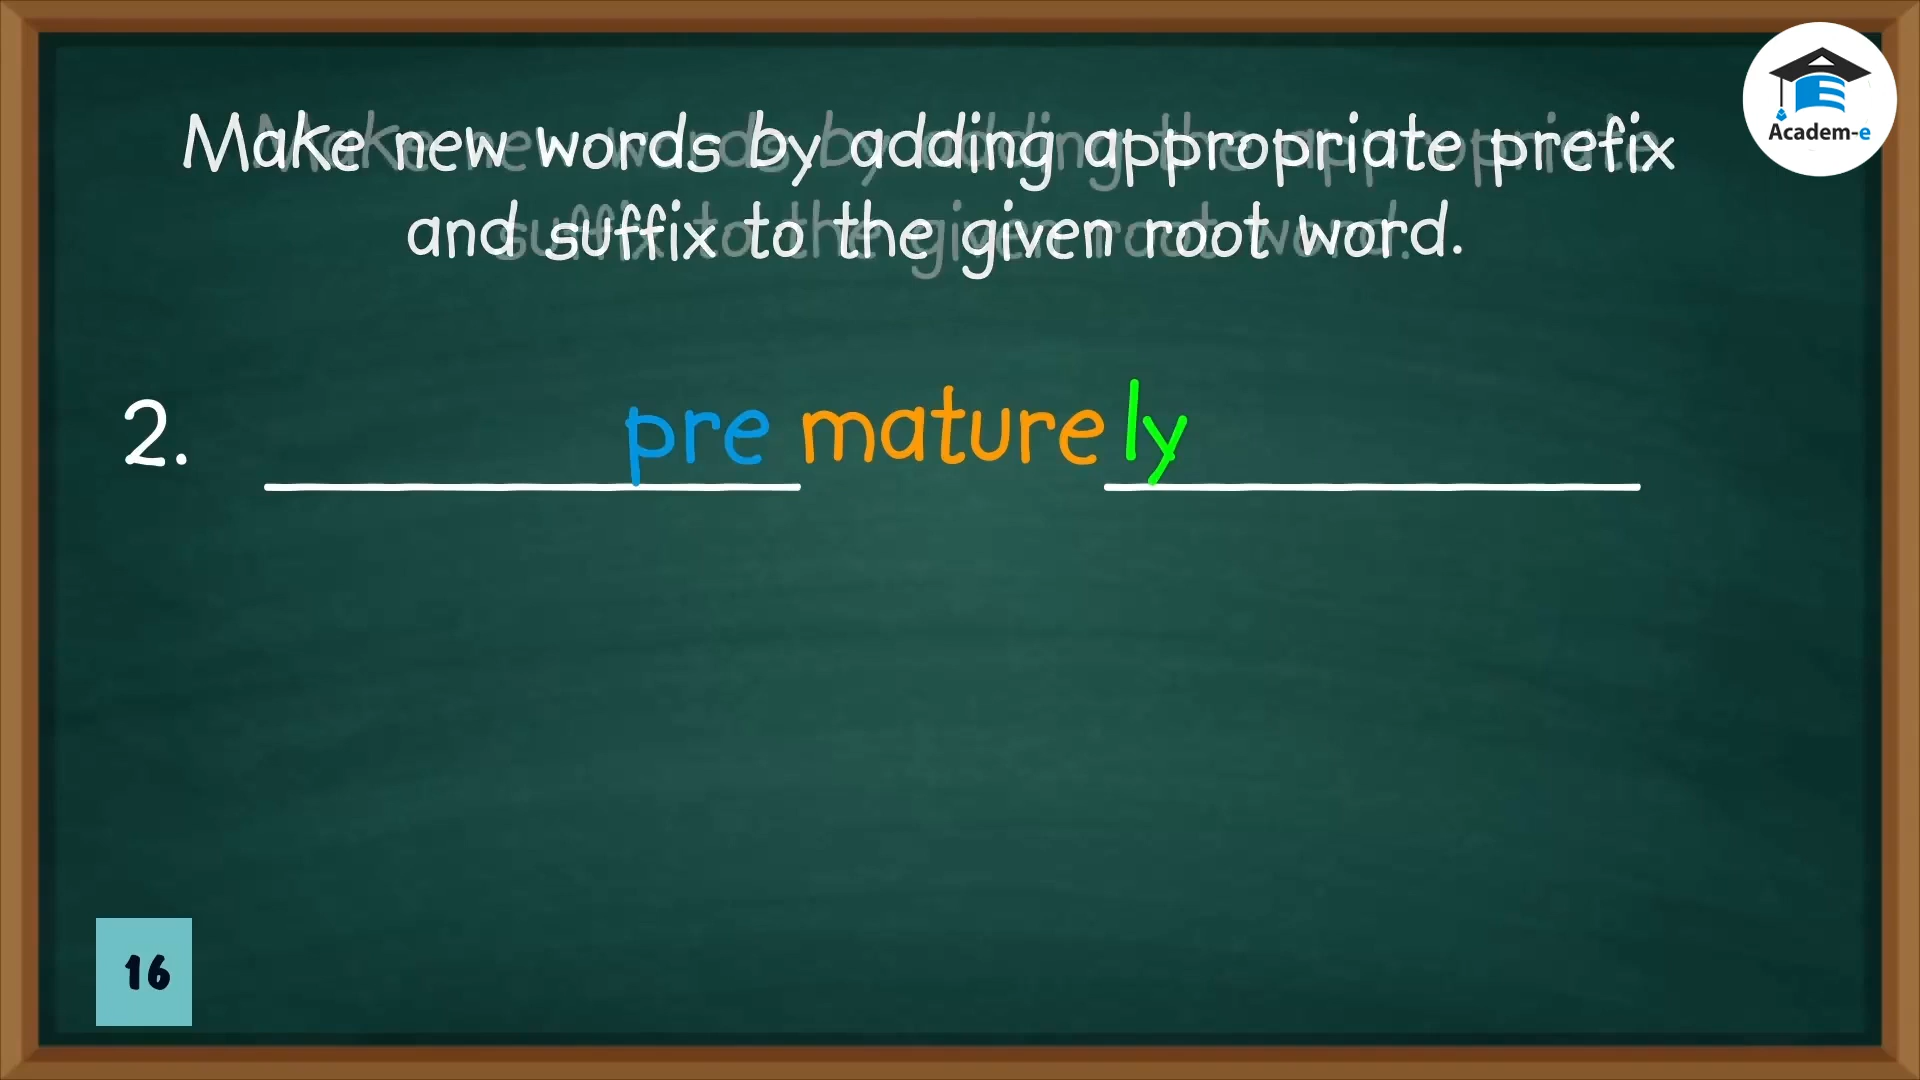 Make new words by adding appropriate prefix
and suffix to the given root word.
2. pre mature ly
16
Academ-e